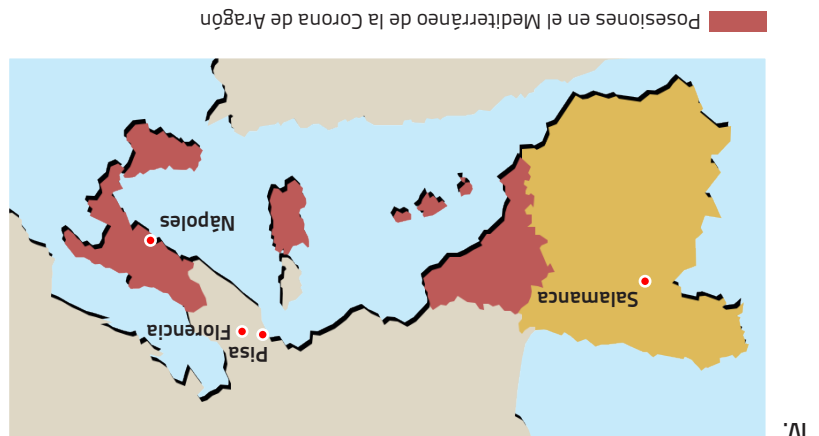 IV.
Pisa
Florencia
Salamanca
Nápoles
Posesiones en el Mediterráneo de la Corona de Aragón